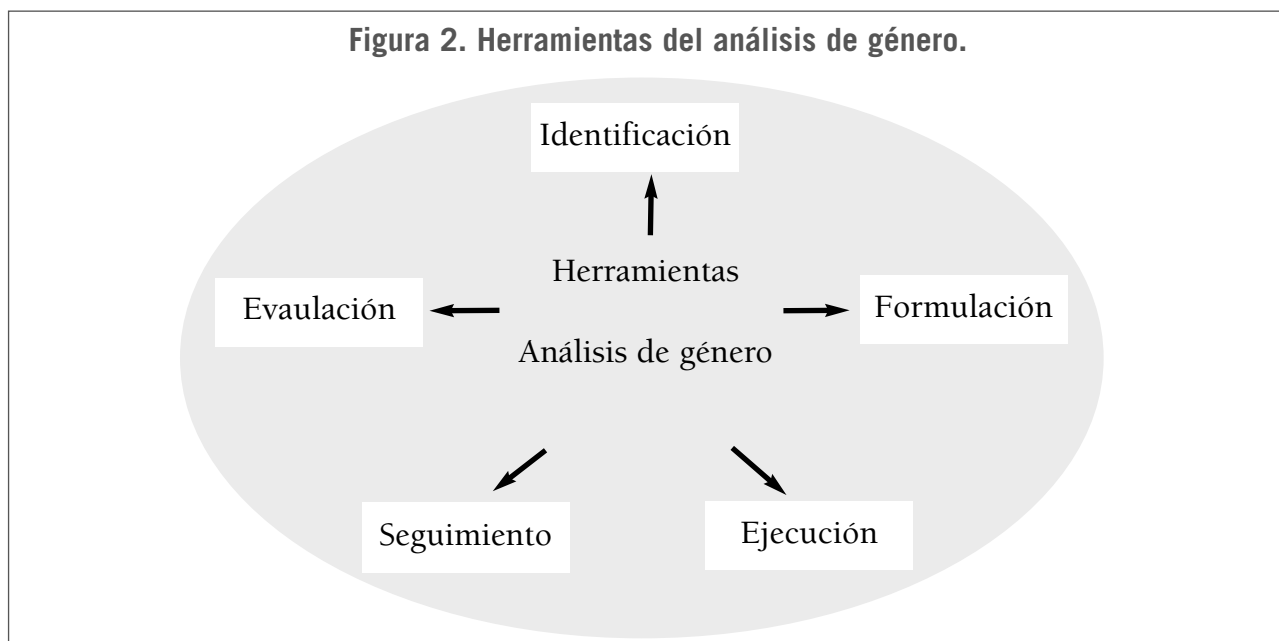 Figura 2. Herramientas del análisis de género.
Identificación
Herramientas
Evaulación
Formulación
Análisis de género
Seguimiento
Ejecución